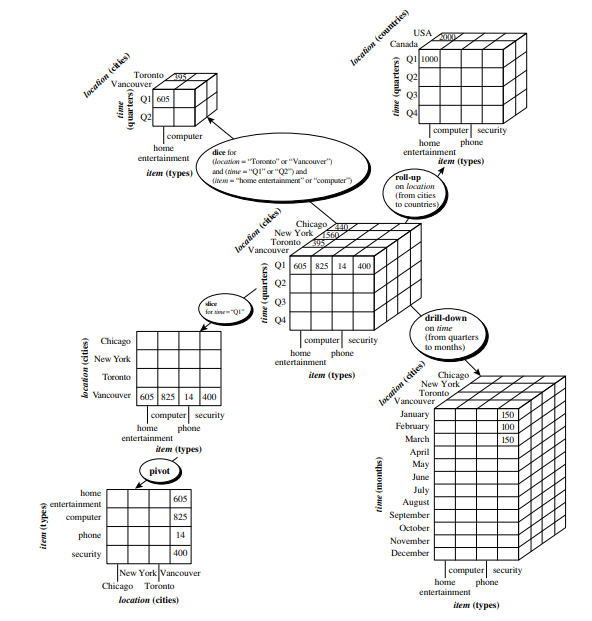 location (cities)
Toronto 395
Vancouver
time
(quarters)
Q1 605
Q2
computer
home
entertainment
item (types)
location (countries)
USA 2000
Canada
time (quarters)
Q1 1000
Q2
Q3
Q4
computer security
home phone
entertainment
item (types)
dice for
(location = “Toronto” or “Vancouver”)
and (time = “Q1” or “Q2”) and
(item = “home entertainment” or “computer”)
roll-up
on location
(from cities
to countries)
location (cities)
Chicago 440
New York 1560
Toronto 395
Vancouver
time (quarters)
Q1 605 825 14 400
Q2
Q3
Q4
computer security
home phone
entertainment
item (types)
slice
for time = “Q1”
drill-down
on time
(from quarters
to months)
location (cities)
Chicago
New York
Toronto
Vancouver 605 825 14 400
computer security
home phone
entertainment
item (types)
pivot
item (types)
home
entertainment 605
computer 825
phone 14
security 400
New York Vancouver
Chicago Toronto
location (cities)
location (cities)
Chicago
New York
Toronto
Vancouver
time (months)
January 150
February 100
March 150
April
May
June
July
August
September
October
November
December
computer security
home phone
entertainment
item (types)